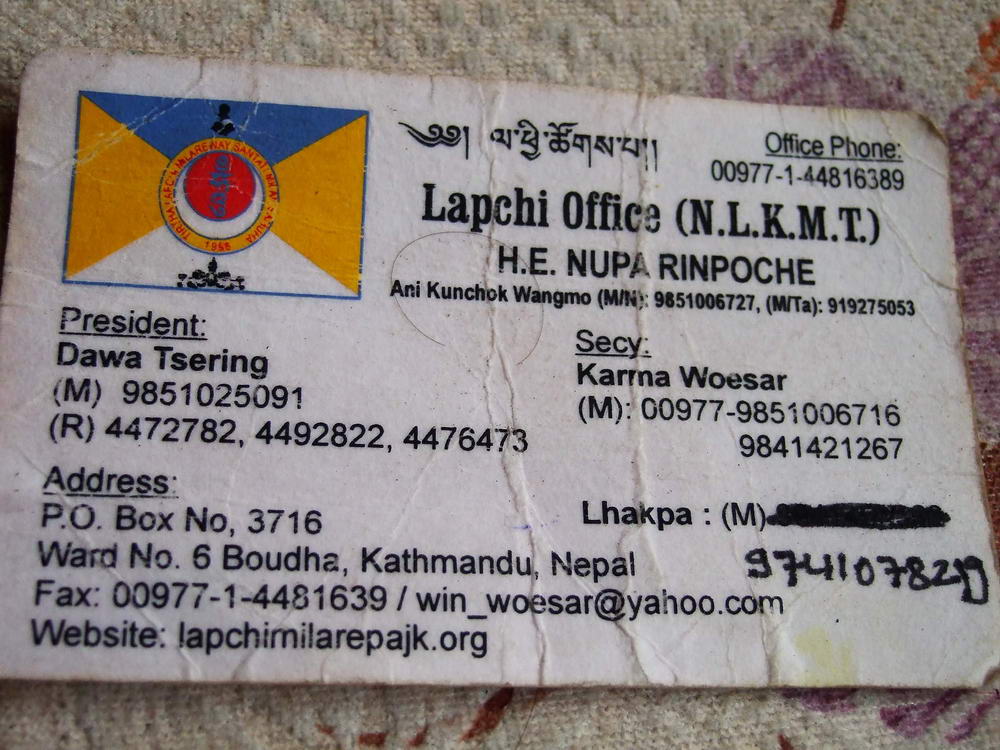 ༄༅། ལ་ཕྱི་ཚོགས་པ།།
Office Phone:
00977-1-44816389
Lapchi Office (N.L.K.M.T.)
H.E. NUPA RINPOCHE
Ani Kunchok Wangmo (M/N): 9851006727, (M/Ta): 919275053
1998
President:
Dawa Tsering
(M) 9851025091
(R) 4472782, 4492822, 4476473
Secy:
Karma Woesar
(M): 00977-9851006716
9841421267
Address:
P.O. Box No, 3716
Ward No. 6 Boudha, Kathmandu, Nepal
Fax: 00977-1-4481639 / win_woesar@yahoo.com
Website: lapchimilarepajk.org
Lhakpa : (M)